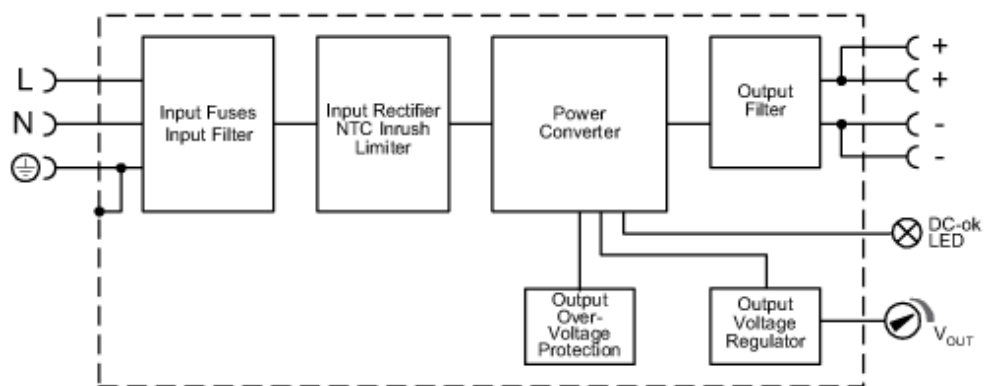 L
N
Input Fuses
Input Filter
Input Rectifier
NTC Inrush
Limiter
Power
Converter
Output
Filter
+
+
-
-
DC-ok
LED
Output
Over-
Voltage
Protection
Output
Voltage
Regulator
VOUT